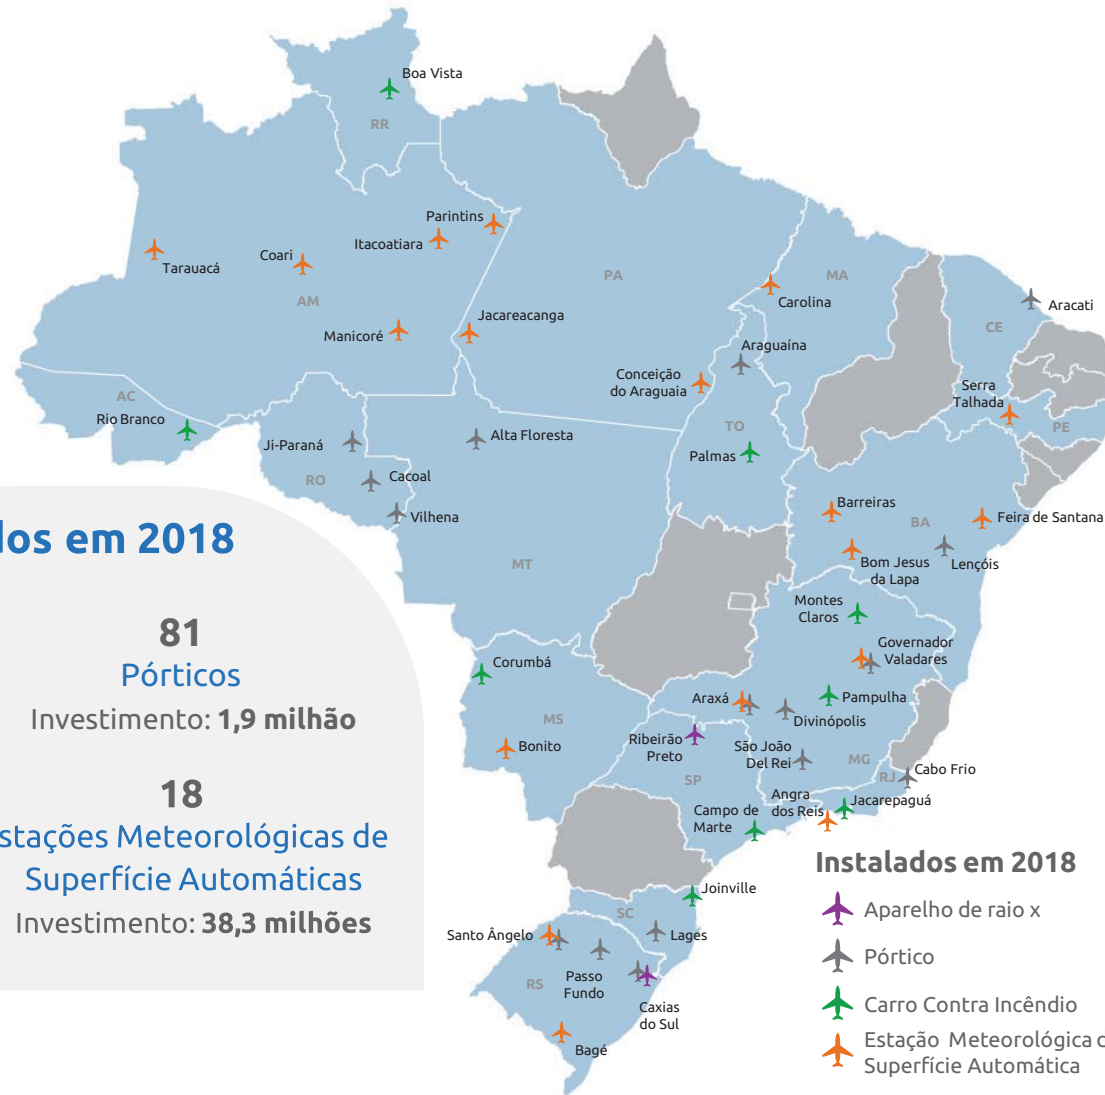 Boa Vista
RR
Parintins
Itacoatiara
Coari
Tarauacá
AM
PA
MA
Carolina
Jacareacanga
Manicoré
Aracati
CE
Araguaína
Conceição
do Araguaia
Serra
Talhada
PE
AC
Rio Branco
TO
Ji-Paraná
Alta Floresta
Palmas
RO
Cacoal
Vilhena
Barreiras
BA
Feira de Santana
Bom Jesus
da Lapa
Lençóis
MT
Montes
Claros
Governador
Valadares
Corumbá
Araxá
Pampulha
Divinópolis
MS
Bonito
Ribeirão
Preto
São João
Del Rei
MG
RJ
Cabo Frio
SP
Angra
dos Reis
Jacarepaguá
Campo de
Marte
Joinville
SC
Lages
Santo Ângelo
RS
Passo
Fundo
Caxias
do Sul
Bagé
dos em 2018
81
Pórticos
Investimento: 1,9 milhão
18
stações Meteorológicas de
Superfície Automáticas
Investimento: 38,3 milhões
Instalados em 2018
Aparelho de raio x
Pórtico
Carro Contra Incêndio
Estação Meteorológica d
Superfície Automática